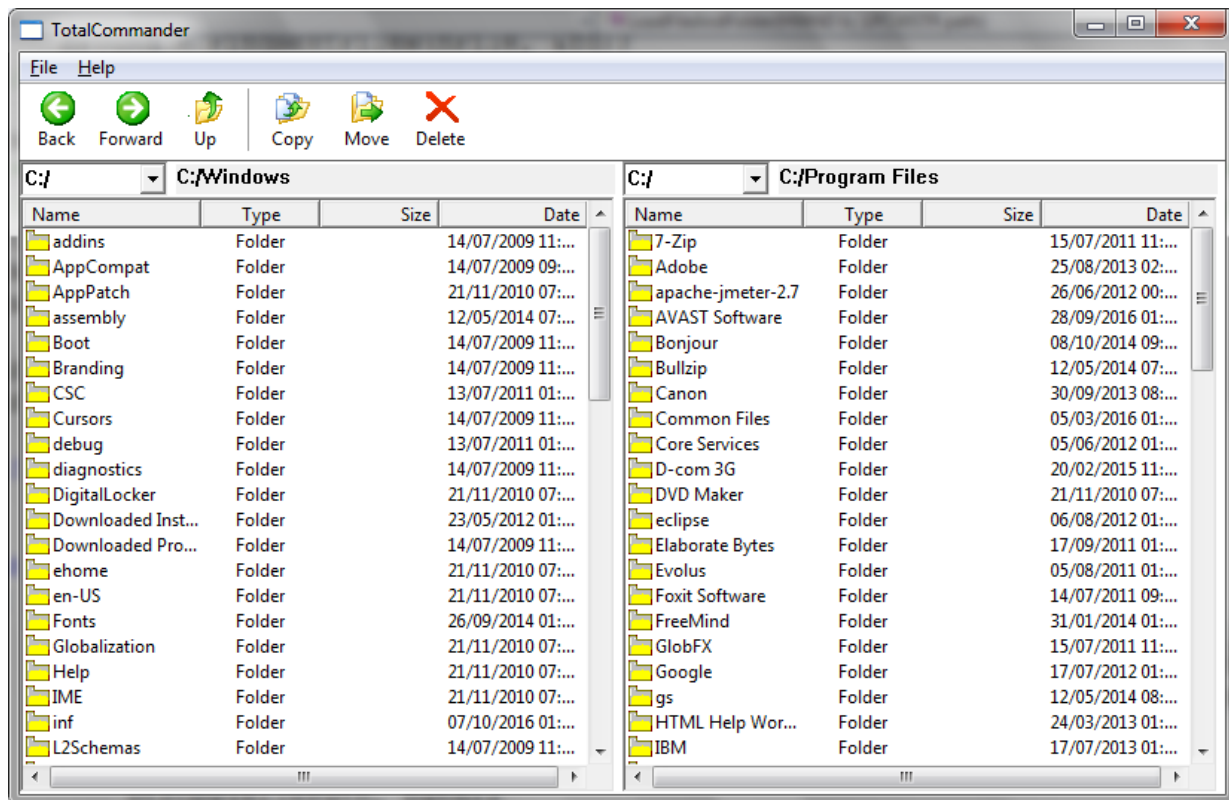 TotalCommander
File Help
Back Forward Up Copy Move Delete
C:/ C:/Windows
Name Type Size Date
addins Folder 14/07/2009 11:...
AppCompat Folder 14/07/2009 09:...
AppPatch Folder 21/11/2010 07:...
assembly Folder 12/05/2014 07:...
Boot Folder 14/07/2009 11:...
Branding Folder 14/07/2009 11:...
CSC Folder 13/07/2011 01:...
Cursors Folder 14/07/2009 11:...
debug Folder 13/07/2011 01:...
diagnostics Folder 14/07/2009 11:...
DigitalLocker Folder 21/11/2010 07:...
Downloaded Inst... Folder 23/05/2012 01:...
Downloaded Pro... Folder 14/07/2009 11:...
ehome Folder 21/11/2010 07:...
en-US Folder 21/11/2010 07:...
Fonts Folder 26/09/2014 01:...
Globalization Folder 21/11/2010 07:...
Help Folder 21/11/2010 07:...
IME Folder 21/11/2010 07:...
inf Folder 07/10/2016 01:...
L2Schemas Folder 14/07/2009 11:...
C:/ C:/Program Files
Name Type Size Date
7-Zip Folder 15/07/2011 11:...
Adobe Folder 25/08/2013 02:...
apache-jmeter-2.7 Folder 26/06/2012 00:...
AVAST Software Folder 28/09/2016 01:...
Bonjour Folder 08/10/2014 09:...
Bullzip Folder 12/05/2014 07:...
Canon Folder 30/09/2013 08:...
Common Files Folder 05/03/2016 01:...
Core Services Folder 05/06/2012 01:...
D-com 3G Folder 20/02/2015 11:...
DVD Maker Folder 21/11/2010 07:...
eclipse Folder 06/08/2012 01:...
Elaborate Bytes Folder 17/09/2011 01:...
Evolus Folder 05/08/2011 01:...
Foxit Software Folder 14/07/2011 09:...
FreeMind Folder 31/01/2014 01:...
GlobFX Folder 15/07/2011 11:...
Google Folder 17/07/2012 01:...
gs Folder 12/05/2014 08:...
HTML Help Wor... Folder 24/03/2013 01:...
IBM Folder 17/07/2013 01:...